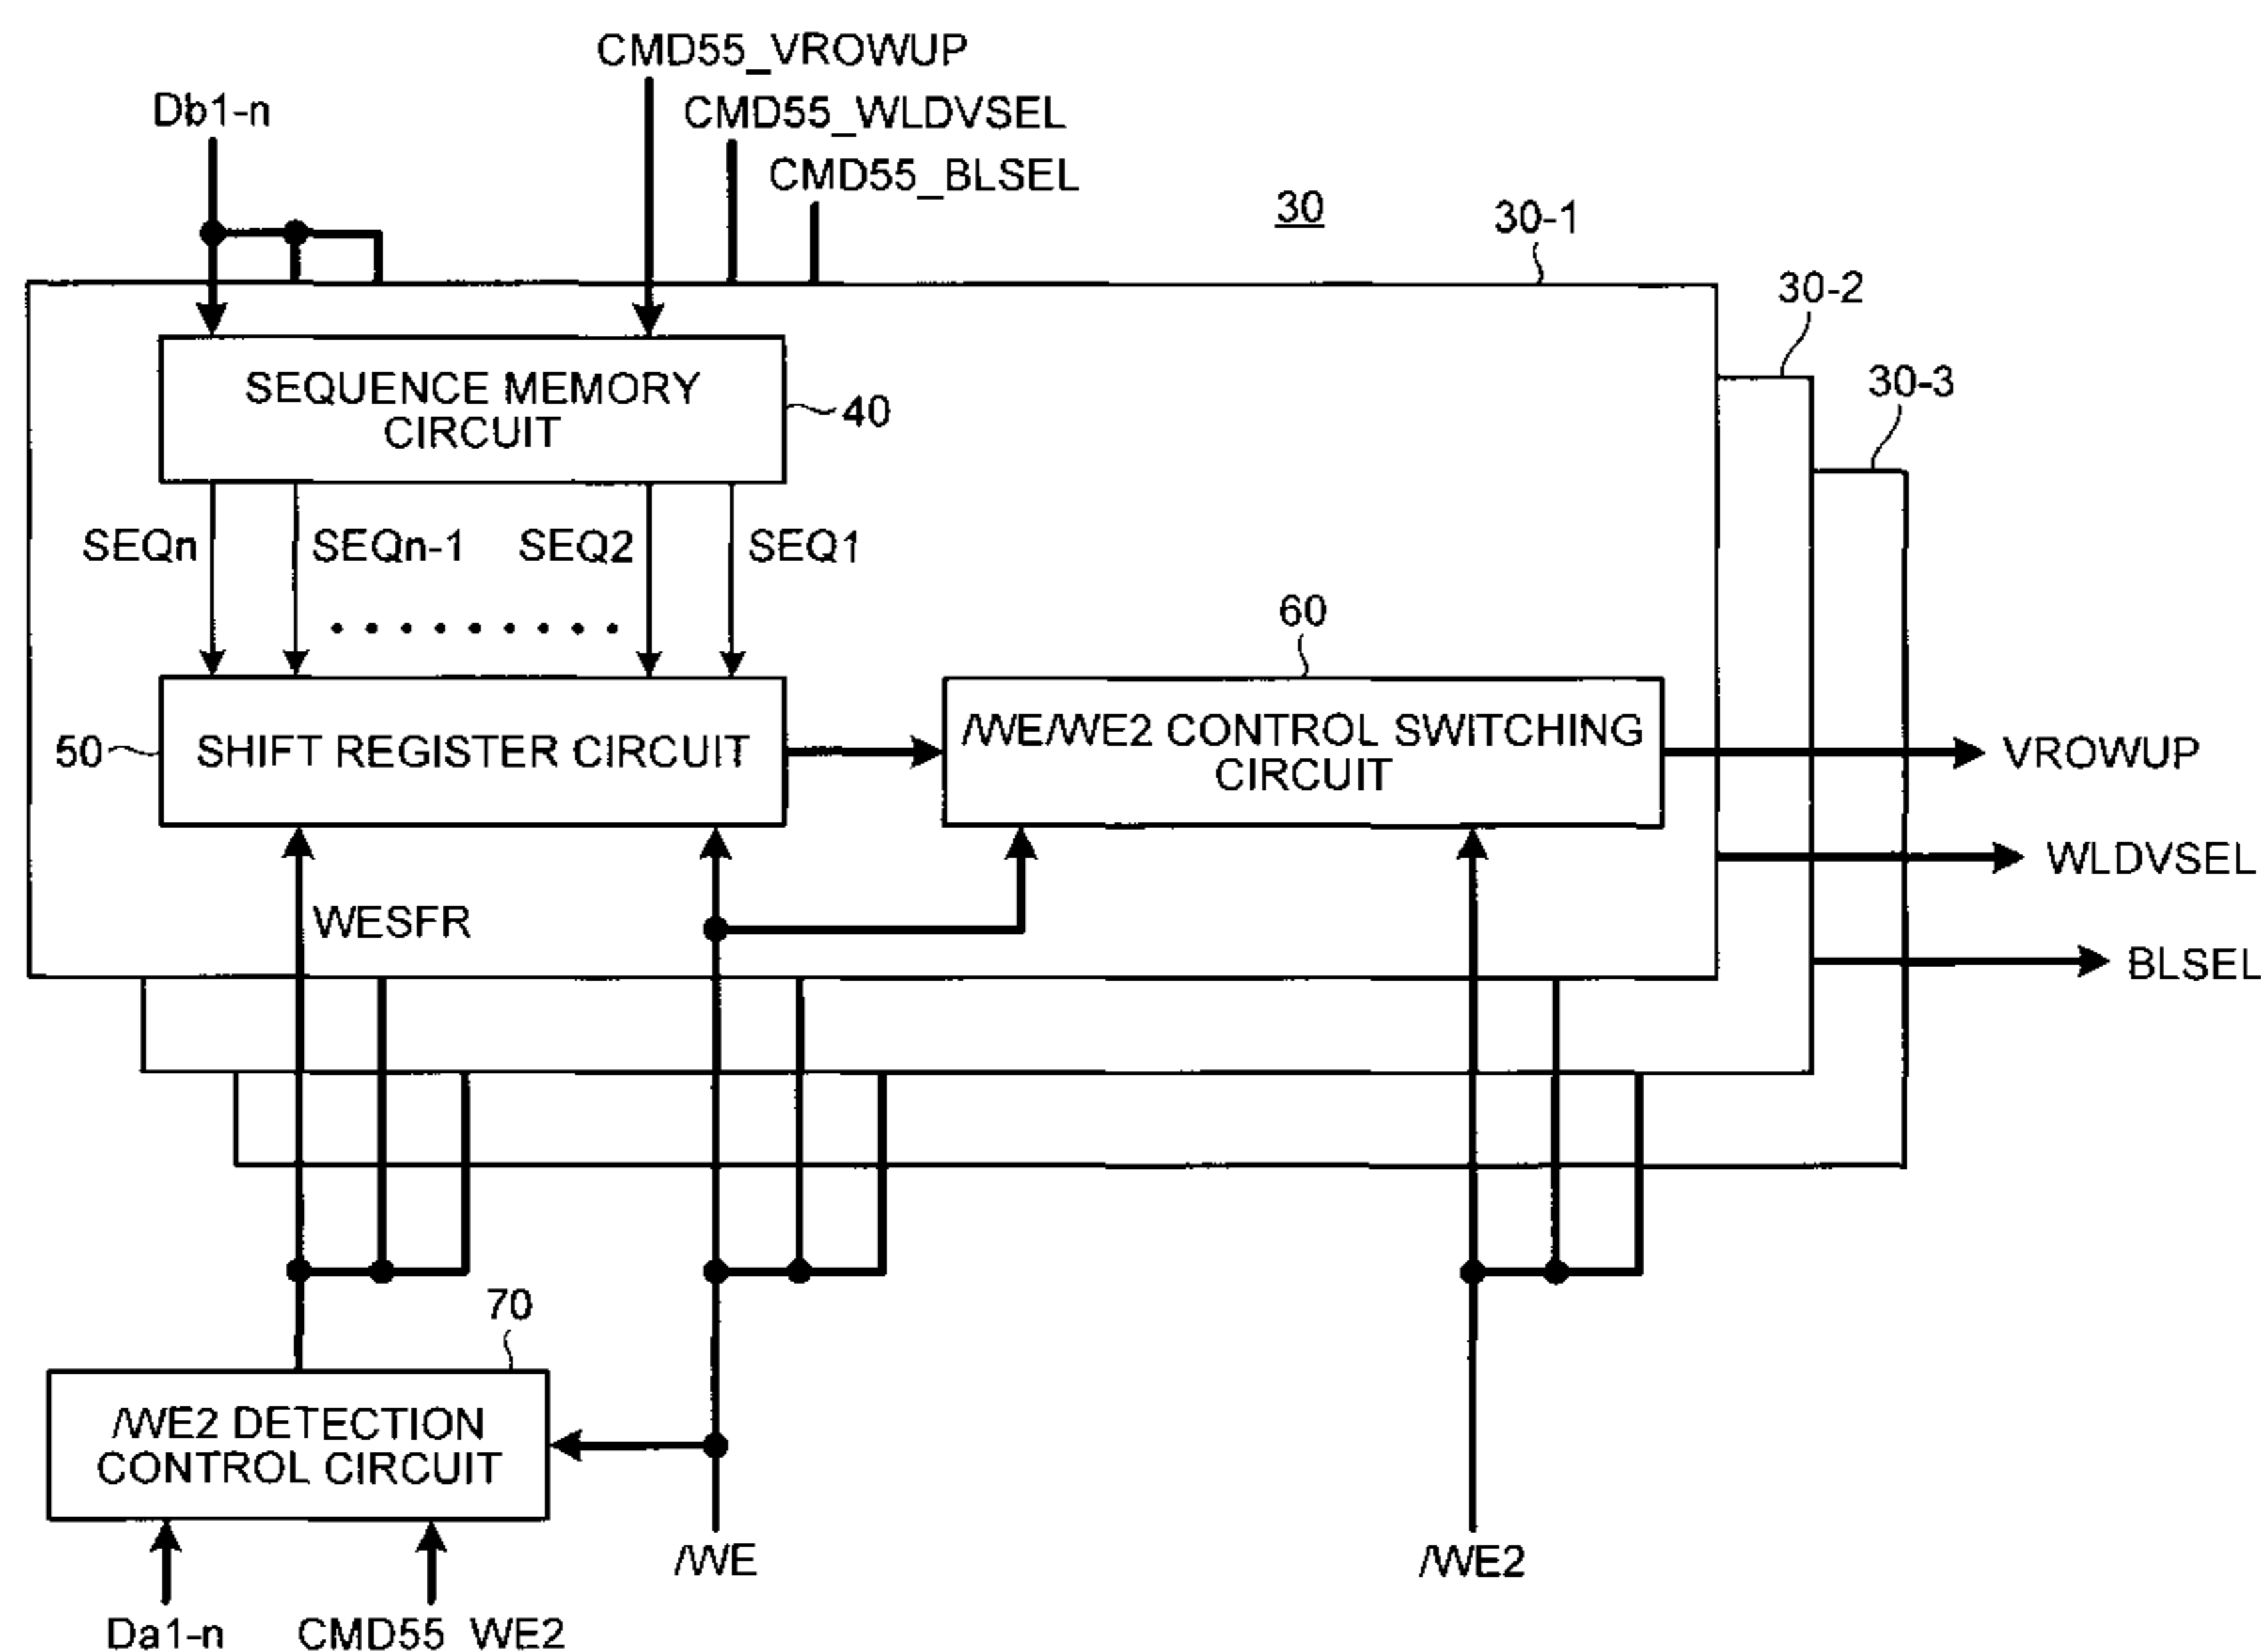 CMD55_VROWUP
Db1-n
CMD55_WLDVSEL
CMD55_BLSEL
30
30-1
30-2
30-3
SEQUENCE MEMORY
CIRCUIT
40
SEQn
SEQn-1
SEQ2
SEQ1
.........
60
50
SHIFT REGISTER CIRCUIT
/WE/WE2 CONTROL SWITCHING
CIRCUIT
VROWUP
WLDVSEL
WESFR
BLSEL
70
/WE2 DETECTION
CONTROL CIRCUIT
/WE
/WE2
Da1-n
CMD55_WE2